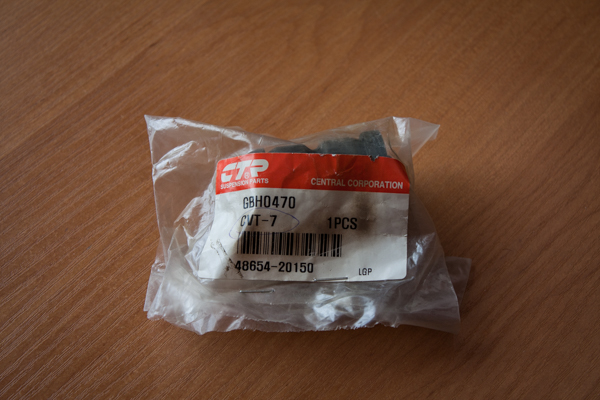 CTR
SUSPENSION PARTS
CENTRAL CORPORATION
GBH0470
CVT-7 1PCS
48654-20150
LGP